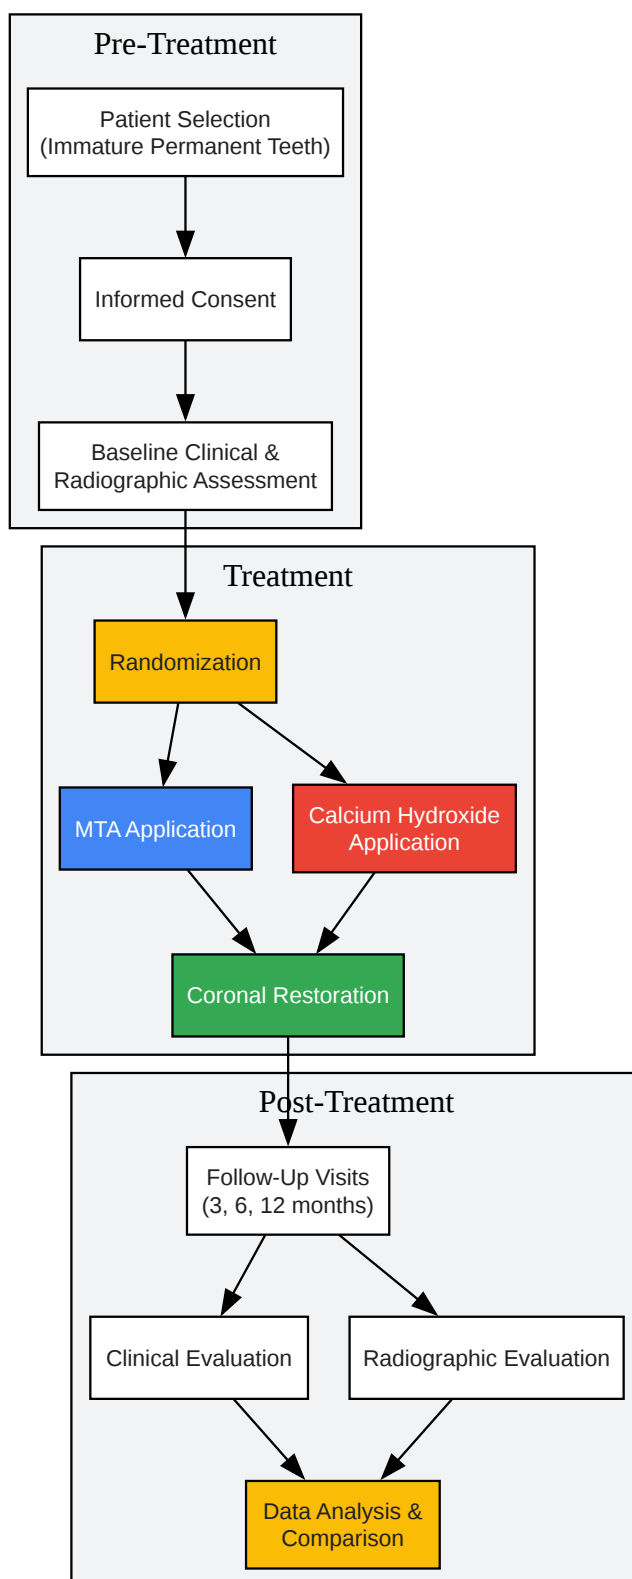 Pre-Treatment
Patient Selection
(Immature Permanent Teeth)
Informed Consent
Baseline Clinical &
Radiographic Assessment
Treatment
Randomization
MTA Application
Calcium Hydroxide
Application
Coronal Restoration
Post-Treatment
Follow-Up Visits
(3, 6, 12 months)
Clinical Evaluation
Radiographic Evaluation
Data Analysis &
Comparison